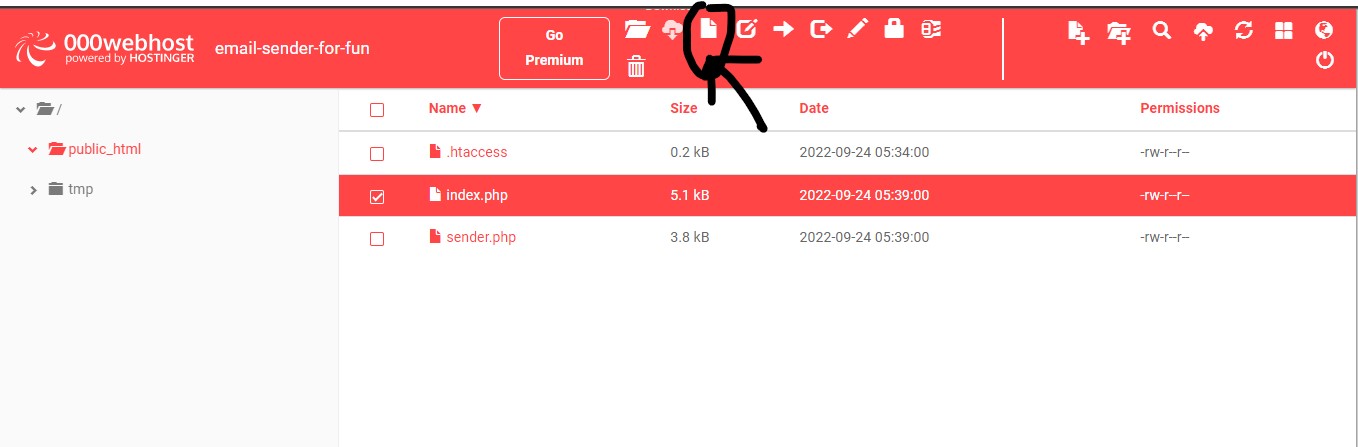 000webhost
powered by HOSTINGER
email-sender-for-fun
Go
Premium
/
public_html
tmp
Name ▼ Size Date Permissions
.htaccess 0.2 kB 2022-09-24 05:34:00 -rw-r--r--
index.php 5.1 kB 2022-09-24 05:39:00 -rw-r--r--
sender.php 3.8 kB 2022-09-24 05:39:00 -rw-r--r--